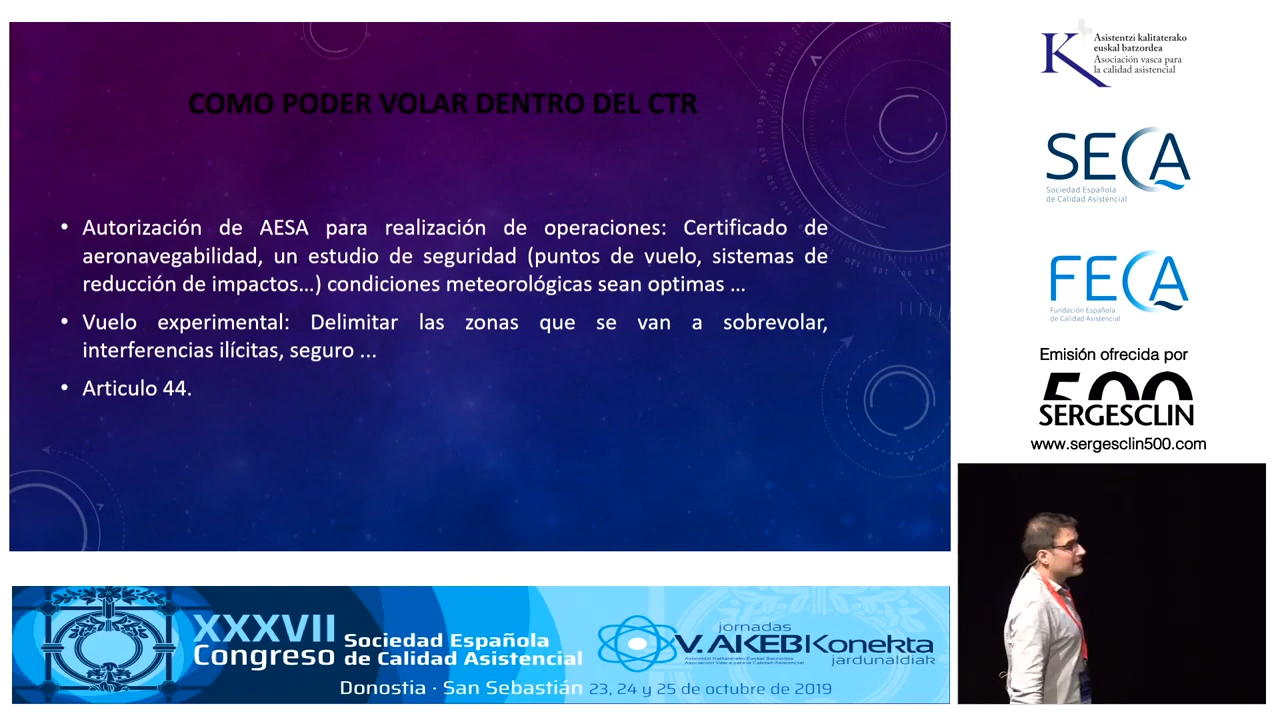 COMO PODER VOLAR DENTRO DEL CTR
• Autorización de AESA para realización de operaciones: Certificado de
aeronavegabilidad, un estudio de seguridad (puntos de vuelo, sistemas de
reducción de impactos...) condiciones meteorológicas sean optimas ...
• Vuelo experimental: Delimitar las zonas que se van a sobrevolar,
interferencias ilícitas, seguro ...
• Articulo 44.
K
Asistentzi kalitaterako
euskal batzordea
Asociación vasca para
la calidad asistencial
SECA
Sociedad Española
de Calidad Asistencial
FECA
Fundación Española
de Calidad Asistencial
Emisión ofrecida por
500
SERGESCLIN
www.sergesclin500.com
XXXVII
Congreso
Sociedad Española
de Calidad Asistencial
Donostia · San Sebastián 23, 24 y 25 de octubre de 2019
jornadas
V.AKEBIKonekta
jardunaldiak